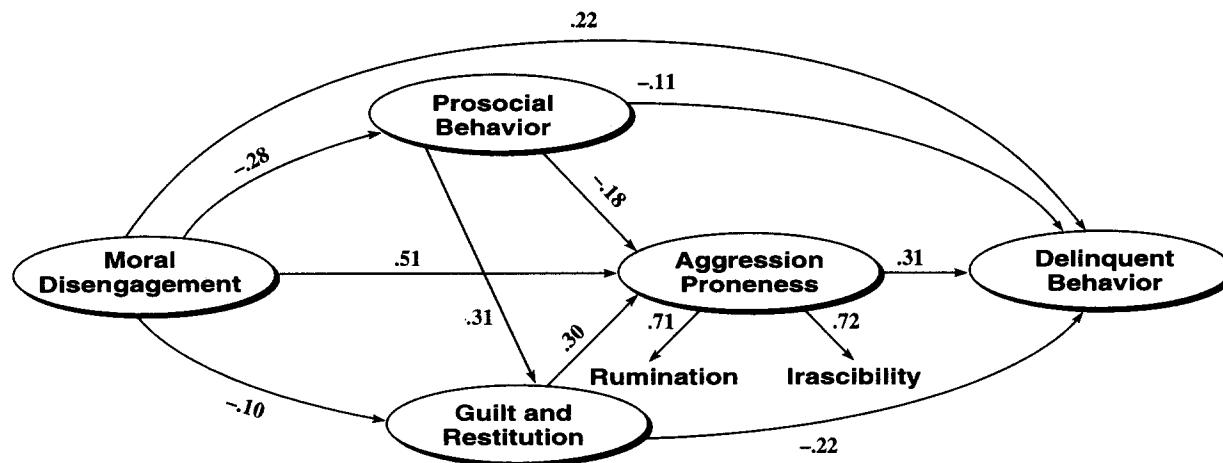 .22
Prosocial
Behavior
–.11
–.28
–.18
Moral
Disengagement
.51
Aggression
Proneness
.31
Delinquent
Behavior
.31
.30
.71
.72
Rumination
Irascibility
–.10
Guilt and
Restitution
–.22